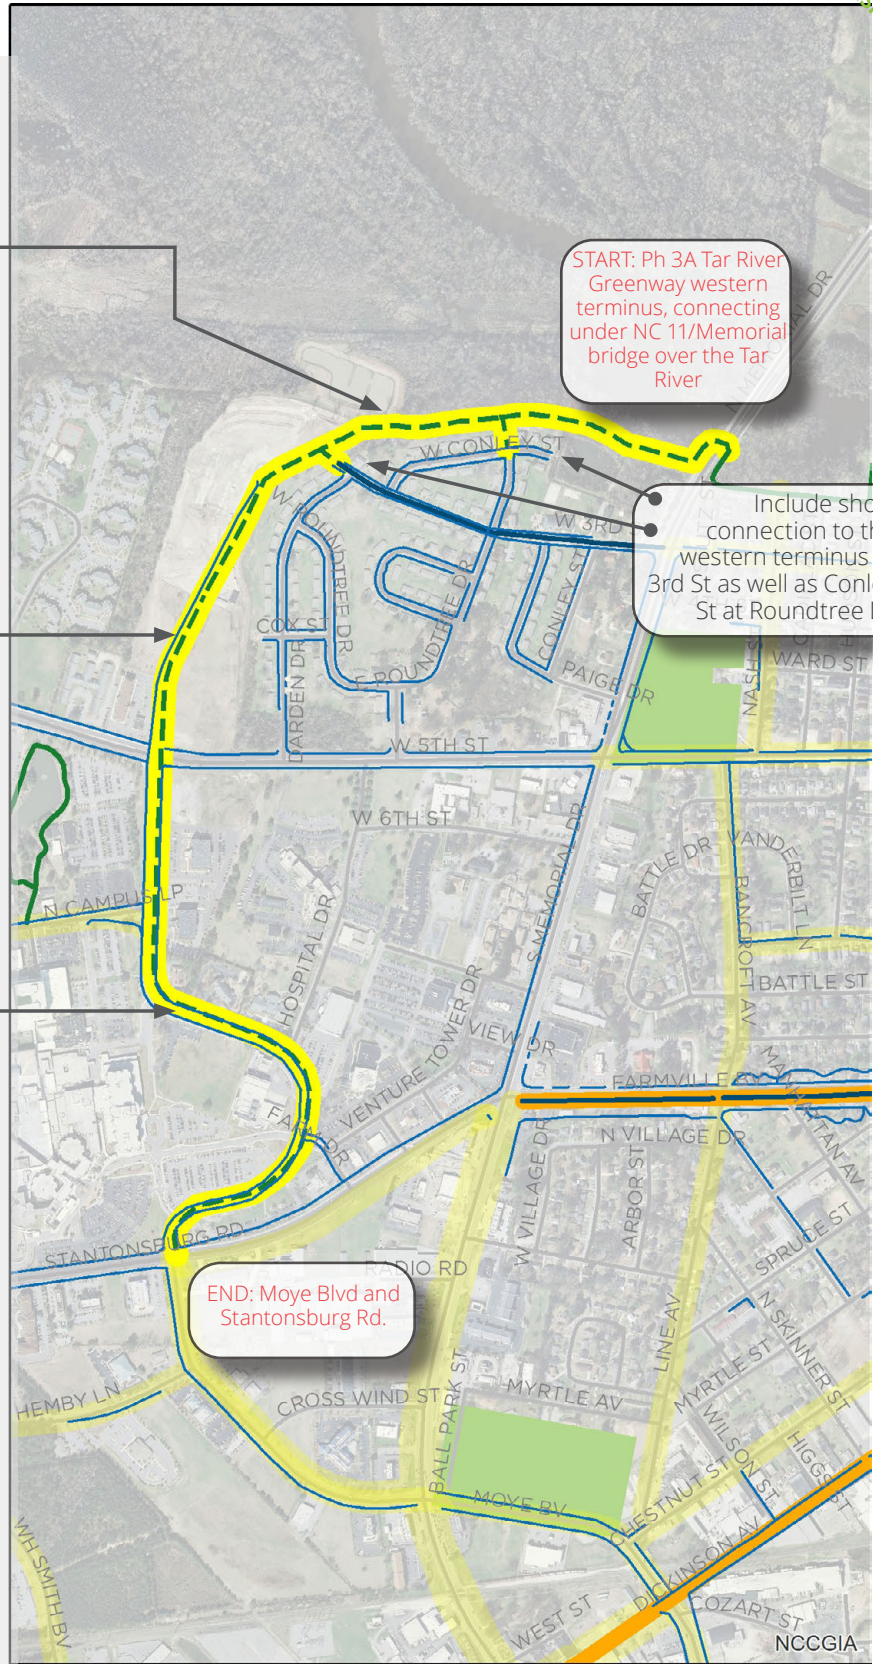 START: Ph 3A Tar River
Greenway western
terminus, connecting
under NC 11/Memorial
bridge over the Tar
River
N MEMORIAL DR
W CONLEY ST
W ROUNDTREE DR
W 3RD
Include sho
connection to th
western terminus
3rd St as well as Conl
St at Roundtree
COX ST
DARDEN DR
E ROUNDTREE DR
CONLEY ST
PAIGE DR
NASH
WARD ST
W 5TH ST
W 6TH ST
S MEMORIAL DR
BATTLE DR
VANDERBILT LN
BANCROFT AV
N CAMPUS LP
HOSPITAL DR
BATTLE ST
VENTURE TOWER DR
VIEW DR
FARMVILLE BV
MANHATTAN AV
FARM DR
N VILLAGE DR
W VILLAGE DR
ARBOR ST
SPRUCE ST
STANTONSBURG RD
RADIO RD
END: Moye Blvd and
Stantonsburg Rd.
LINE AV
N SKINNER ST
MYRTLE ST
HEMBY LN
CROSS WIND ST
BALL PARK ST
MYRTLE AV
WILSON ST
HIGGS ST
MOYE BV
CHESTNUT ST
DICKINSON AV
WH SMITH BV
WEST ST
COZART ST
NCCGIA